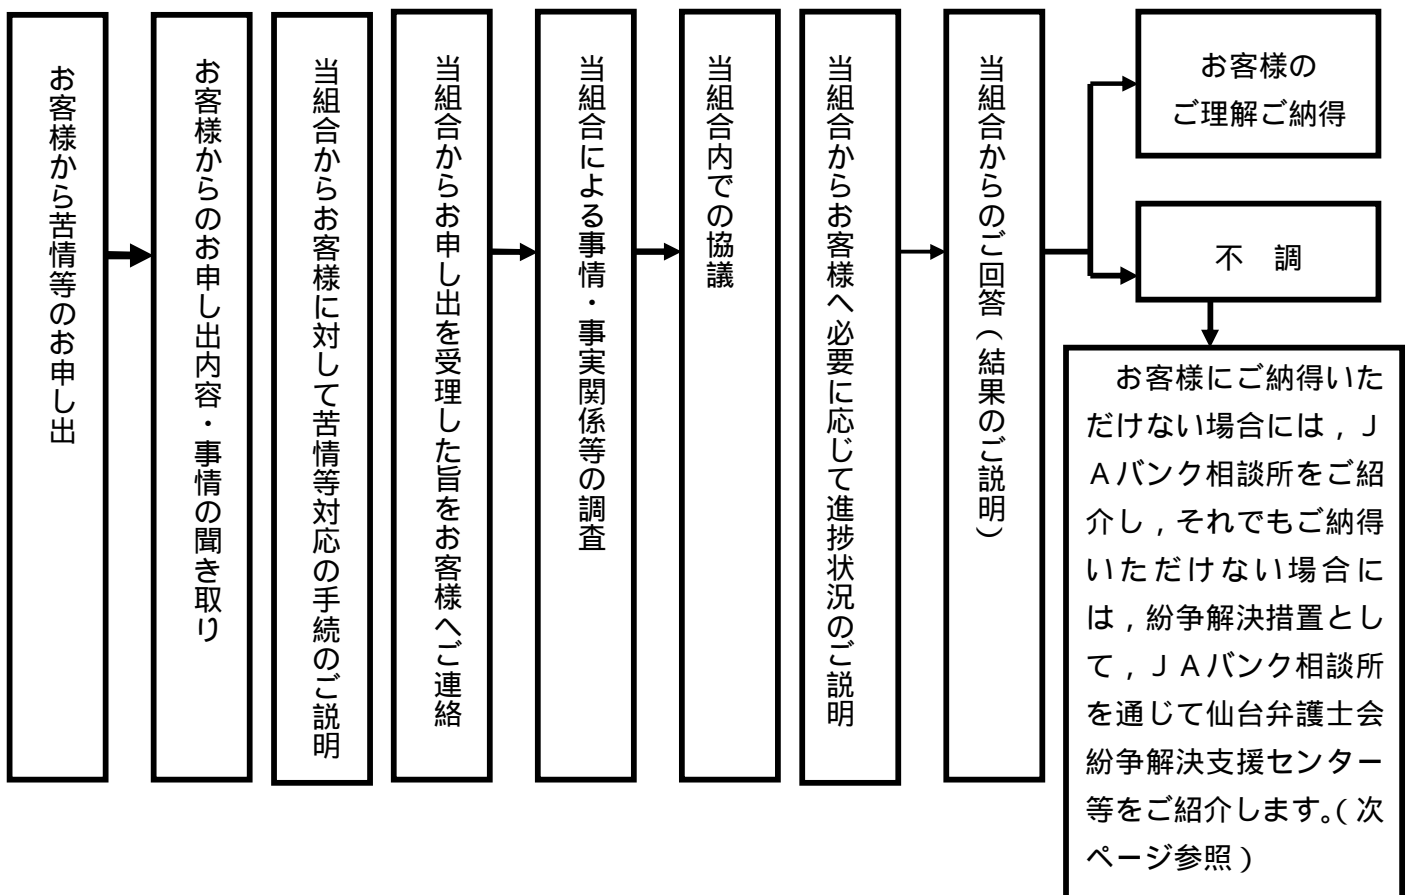 お客様から苦情等のお申し出
お客様からのお申し出内容・事情の聞き取り
当組合からお客様に対して苦情等対応の手続のご説明
当組合からお申し出を受理した旨をお客様へご連絡
当組合による事情・事実関係等の調査
当組合内での協議
当組合からお客様へ必要に応じて進捗状況のご説明
当組合からのご回答(結果のご説明)
お客様の
ご理解ご納得
不　調
お客様にご納得いた
だけない場合には，Ｊ
Ａバンク相談所をご紹
介し，それでもご納得
いただけない場合に
は，紛争解決措置とし
て，ＪＡバンク相談所
を通じて仙台弁護士会
紛争解決支援センター
等をご紹介します。(次
ページ参照)